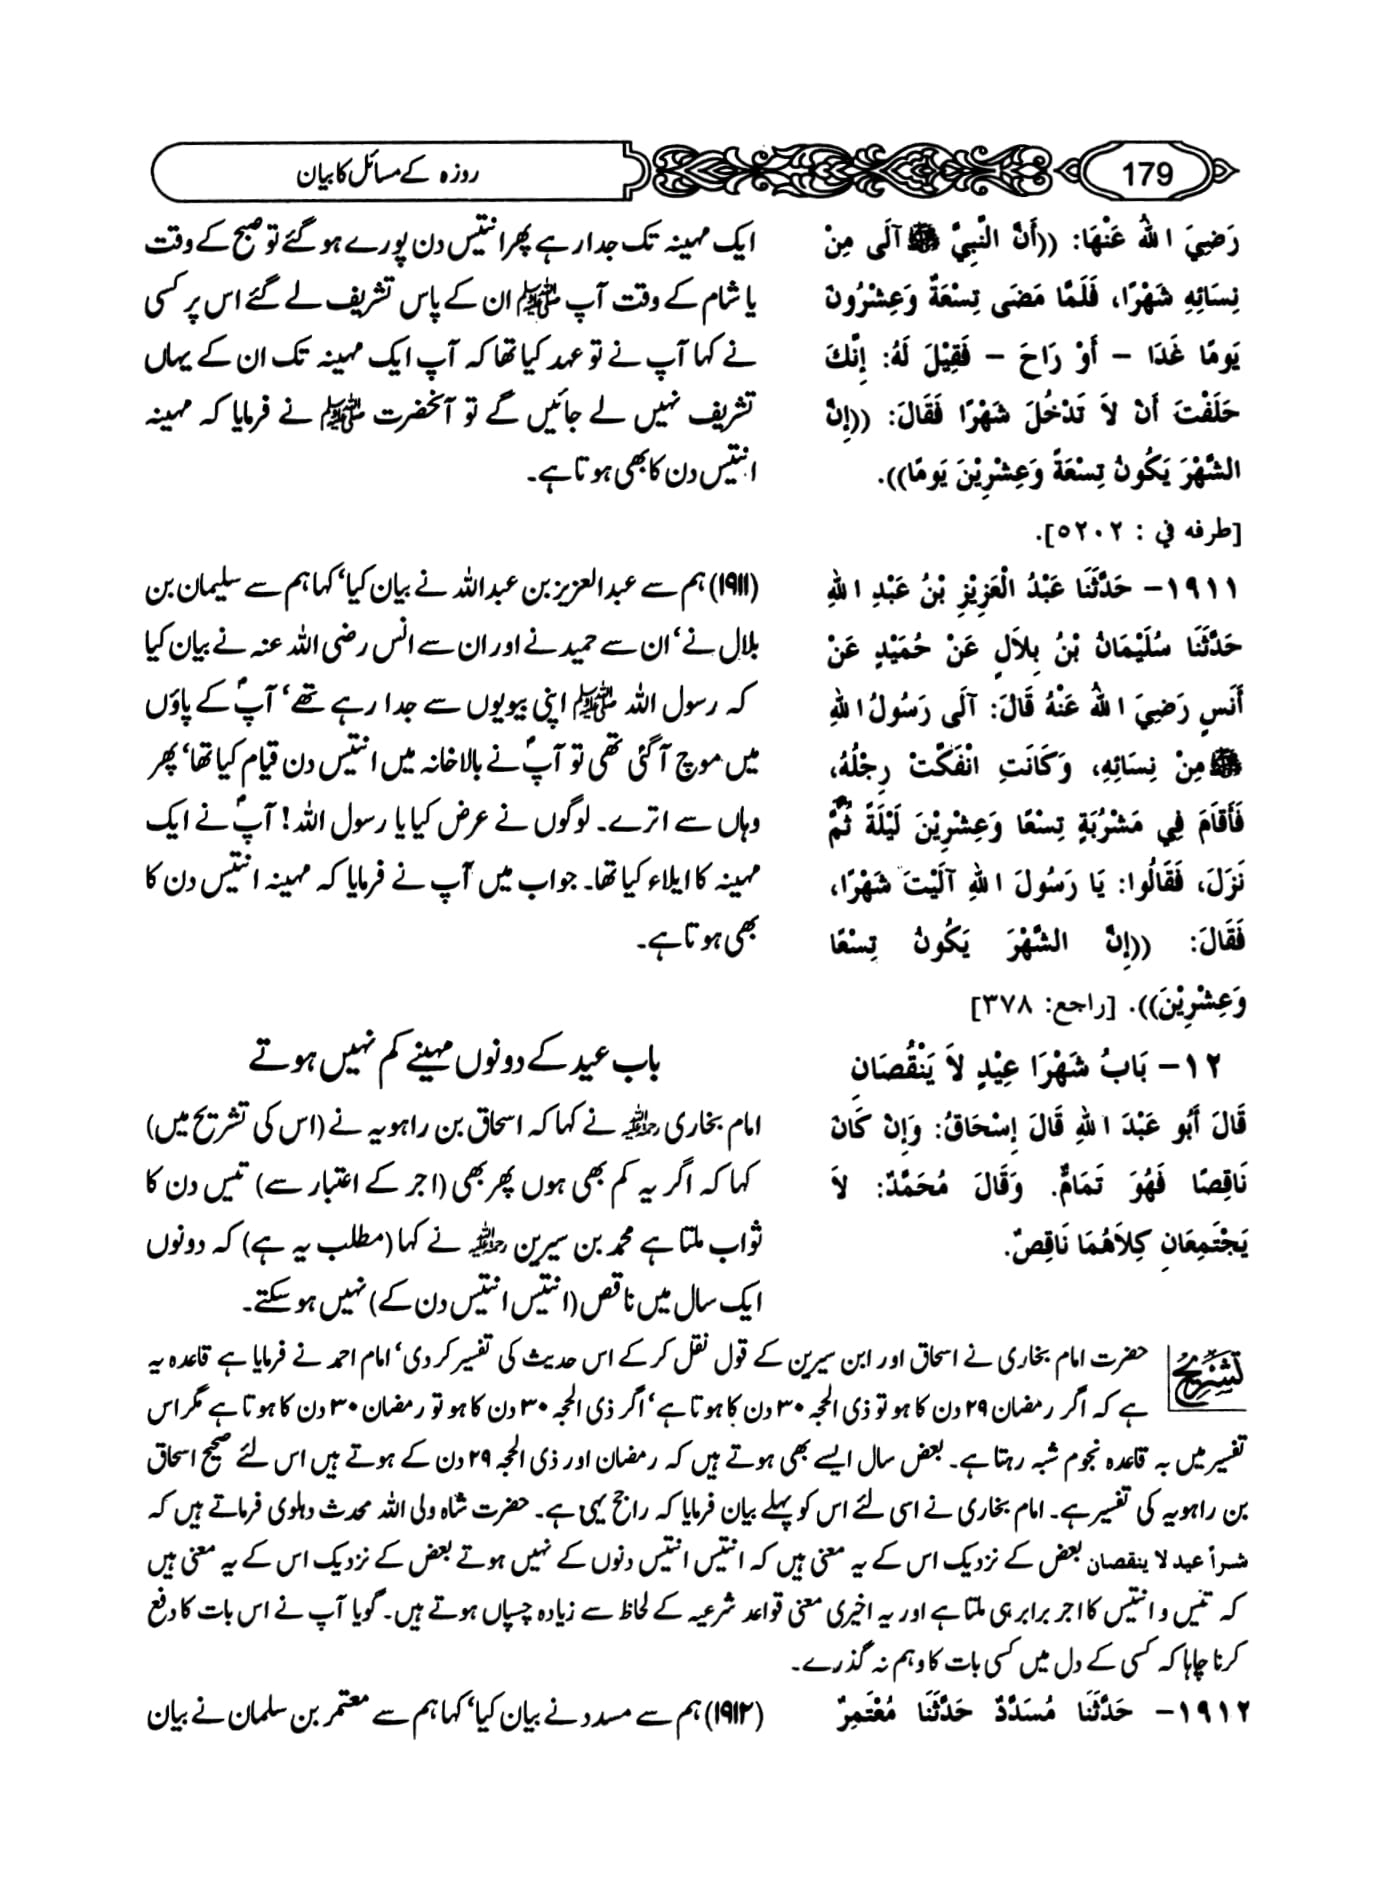 179
روزہ کے مسائل کا بیان
رَضِيَ اللهُ عَنْهَا: ((أَنَّ النَّبِيَّ ﷺ آلَى مِنْ
نِسَائِهِ شَهْرًا، فَلَمَّا مَضَى تِسْعَةٌ وَعِشْرُونَ
يَومًا غَدَا – أَوْ رَاحَ – فَقِيْلَ لَهُ: إِنَّكَ
حَلَفْتَ أَنْ لاَ تَدْخُلَ شَهْرًا فَقَالَ: ((إِنَّ
الشَّهْرَ يَكُونُ تِسْعَةً وَعِشْرِيْنَ يَومًا)).
[طرفه في : ٥٢٠٢].
ایک مہینہ تک جدا رہے پھر انتیس دن پورے ہو گئے تو صبح کے وقت
یا شام کے وقت آپ ﷺ ان کے پاس تشریف لے گئے اس پر کسی
نے کہا آپ نے تو عہد کیا تھا کہ آپ ایک مہینہ تک ان کے یہاں
تشریف نہیں لے جائیں گے تو آنحضرت ﷺ نے فرمایا کہ مہینہ
انتیس دن کا بھی ہوتا ہے۔
١٩١١– حَدَّثَنَا عَبْدُ الْعَزِيْزِ بْنُ عَبْدِ اللهِ
حَدَّثَنَا سُلَيْمَانُ بْنُ بِلاَلٍ عَنْ حُمَيْدٍ عَنْ
أَنَسٍ رَضِيَ اللهُ عَنْهُ قَالَ: آلَى رَسُولُ اللهِ
ﷺ مِنْ نِسَائِهِ، وَكَانَتِ انْفَكَّتْ رِجْلُهُ،
فَأَقَامَ فِي مَشْرُبَةٍ تِسْعًا وَعِشْرِيْنَ لَيْلَةً ثُمَّ
نَزَلَ، فَقَالُوا: يَا رَسُولَ اللهِ آلَيْتَ شَهْرًا،
فَقَالَ: ((إِنَّ الشَّهْرَ يَكُونُ تِسْعًا
وَعِشْرِيْنَ)). [راجع: ٣٧٨]
(۱۹۱۱) ہم سے عبدالعزیز بن عبداللہ نے بیان کیا، کہا ہم سے سلیمان بن
بلال نے، ان سے حمید نے اور ان سے انس رضی اللہ عنہ نے بیان کیا
کہ رسول اللہ ﷺ اپنی بیویوں سے جدا رہے تھے، آپؐ کے پاؤں
میں موچ آگئی تھی تو آپؐ نے بالاخانہ میں انتیس دن قیام کیا تھا، پھر
وہاں سے اترے۔ لوگوں نے عرض کیا یا رسول اللہ! آپؐ نے ایک
مہینہ کا ایلاء کیا تھا۔ جواب میں آپ نے فرمایا کہ مہینہ انتیس دن کا
بھی ہوتا ہے۔
١٢– بَابُ شَهْرَا عِيْدٍ لاَ يَنْقُصَانِ
قَالَ أَبُو عَبْدَ اللهِ قَالَ إِسْحَاقُ: وَإِنْ كَانَ
نَاقِصًا فَهُوَ تَمَامٌ. وَقَالَ مُحَمَّدٌ: لاَ
يَجْتَمِعَانِ كِلاَهُمَا نَاقِصٌ.
باب عید کے دونوں مہینے کم نہیں ہوتے
امام بخاری رحمۃ اللہ علیہ نے کہا کہ اسحاق بن راہویہ نے (اس کی تشریح میں)
کہا کہ اگر یہ کم بھی ہوں پھر بھی (اجر کے اعتبار سے) تیس دن کا
ثواب ملتا ہے محمد بن سیرین رحمۃ اللہ علیہ نے کہا (مطلب یہ ہے) کہ دونوں
ایک سال میں ناقص (انتیس انتیس دن کے) نہیں ہو سکتے۔
تشریح
حضرت امام بخاری نے اسحاق اور ابن سیرین کے قول نقل کر کے اس حدیث کی تفسیر کر دی، امام احمد نے فرمایا ہے قاعدہ یہ
ہے کہ اگر رمضان ۲۹ دن کا ہو تو ذی الحجہ ۳۰ دن کا ہوتا ہے، اگر ذی الحجہ ۳۰ دن کا ہو تو رمضان ۳۰ دن کا ہوتا ہے مگر اس
تفسیر میں بہ قاعدہ نجوم شبہ رہتا ہے۔ بعض سال ایسے بھی ہوتے ہیں کہ رمضان اور ذی الحجہ ۲۹ دن کے ہوتے ہیں اس لئے صحیح اسحاق
بن راہویہ کی تفسیر ہے۔ امام بخاری نے اسی لئے اس کو پہلے بیان فرمایا کہ راجح یہی ہے۔ حضرت شاہ ولی اللہ محدث دہلوی فرماتے ہیں کہ
شہرا عید لا ینقصان بعض کے نزدیک اس کے یہ معنی ہیں کہ انتیس انتیس دنوں کے نہیں ہوتے بعض کے نزدیک اس کے یہ معنی ہیں
کہ تیس و انتیس کا اجر برابر ہی ملتا ہے اور یہ اخیری معنی قواعد شرعیہ کے لحاظ سے زیادہ چسپاں ہوتے ہیں۔ گویا آپ نے اس بات کا دفع
کرنا چاہا کہ کسی کے دل میں کسی بات کا وہم نہ گذرے۔
١٩١٢– حَدَّثَنَا مُسَدَّدٌ حَدَّثَنَا مُعْتَمِرٌ
(۱۹۱۲) ہم سے مسدد نے بیان کیا، کہا ہم سے معتمر بن سلمان نے بیان